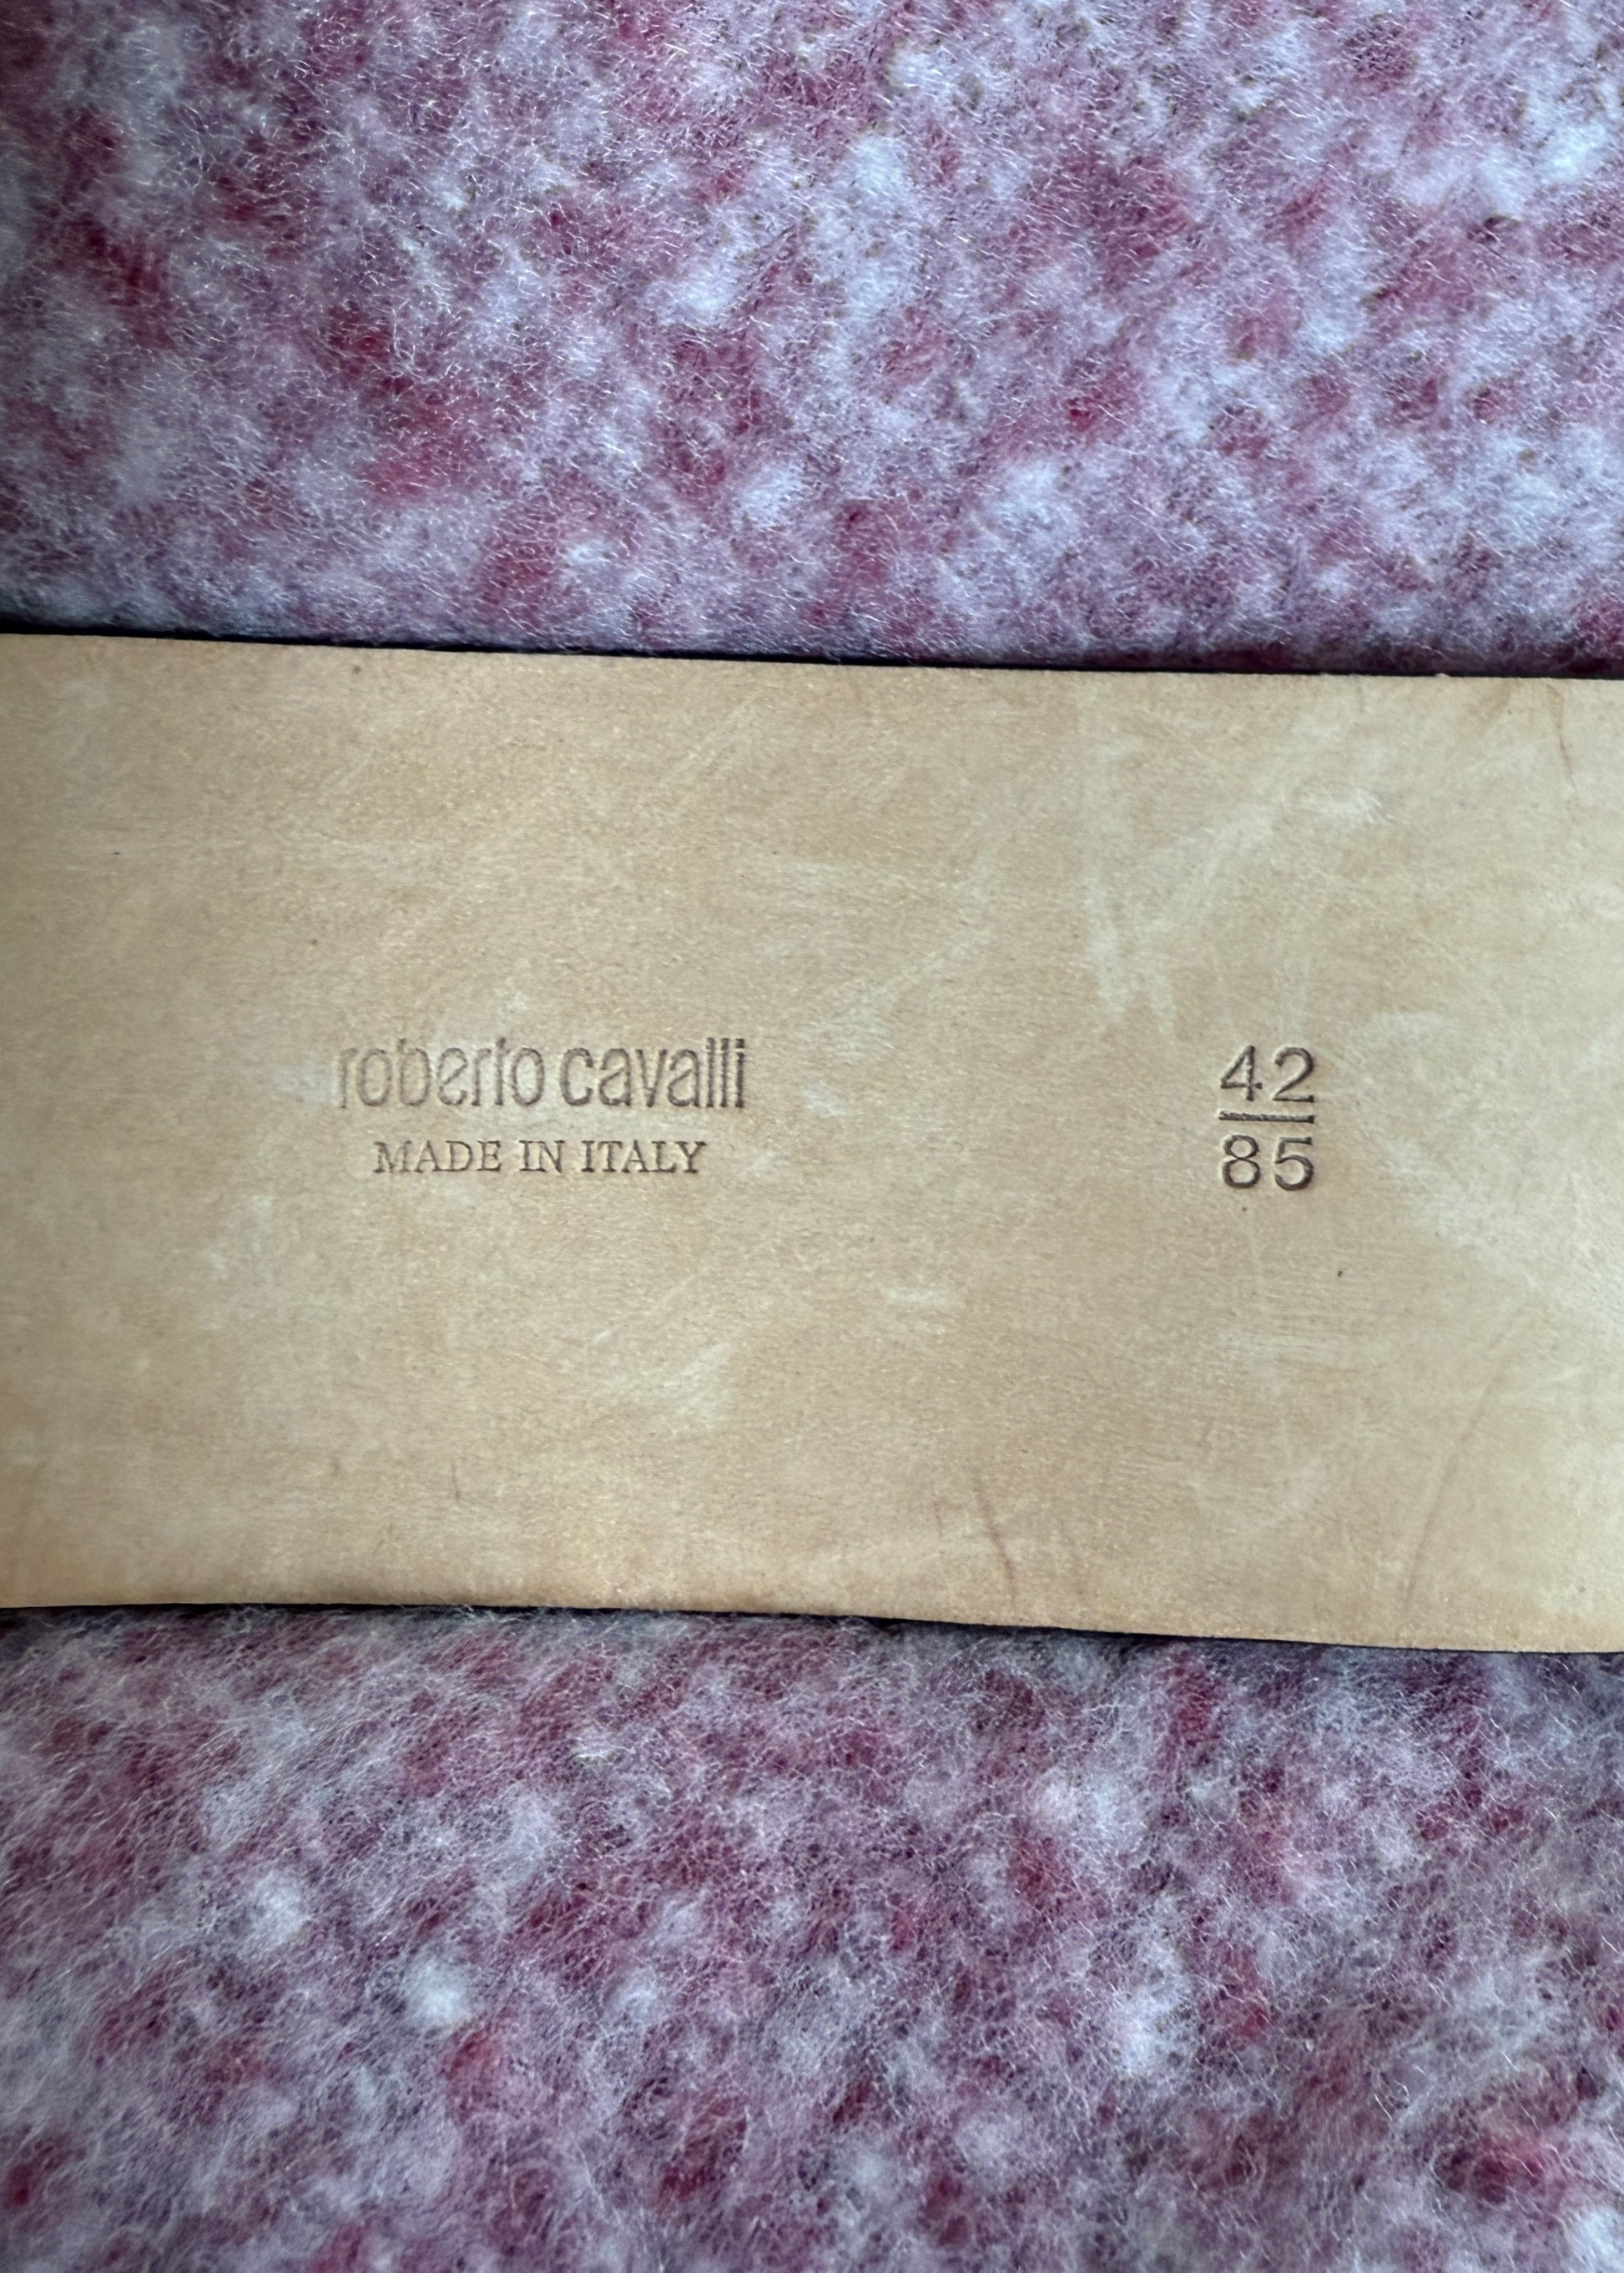 roberto cavalli
MADE IN ITALY
42
85